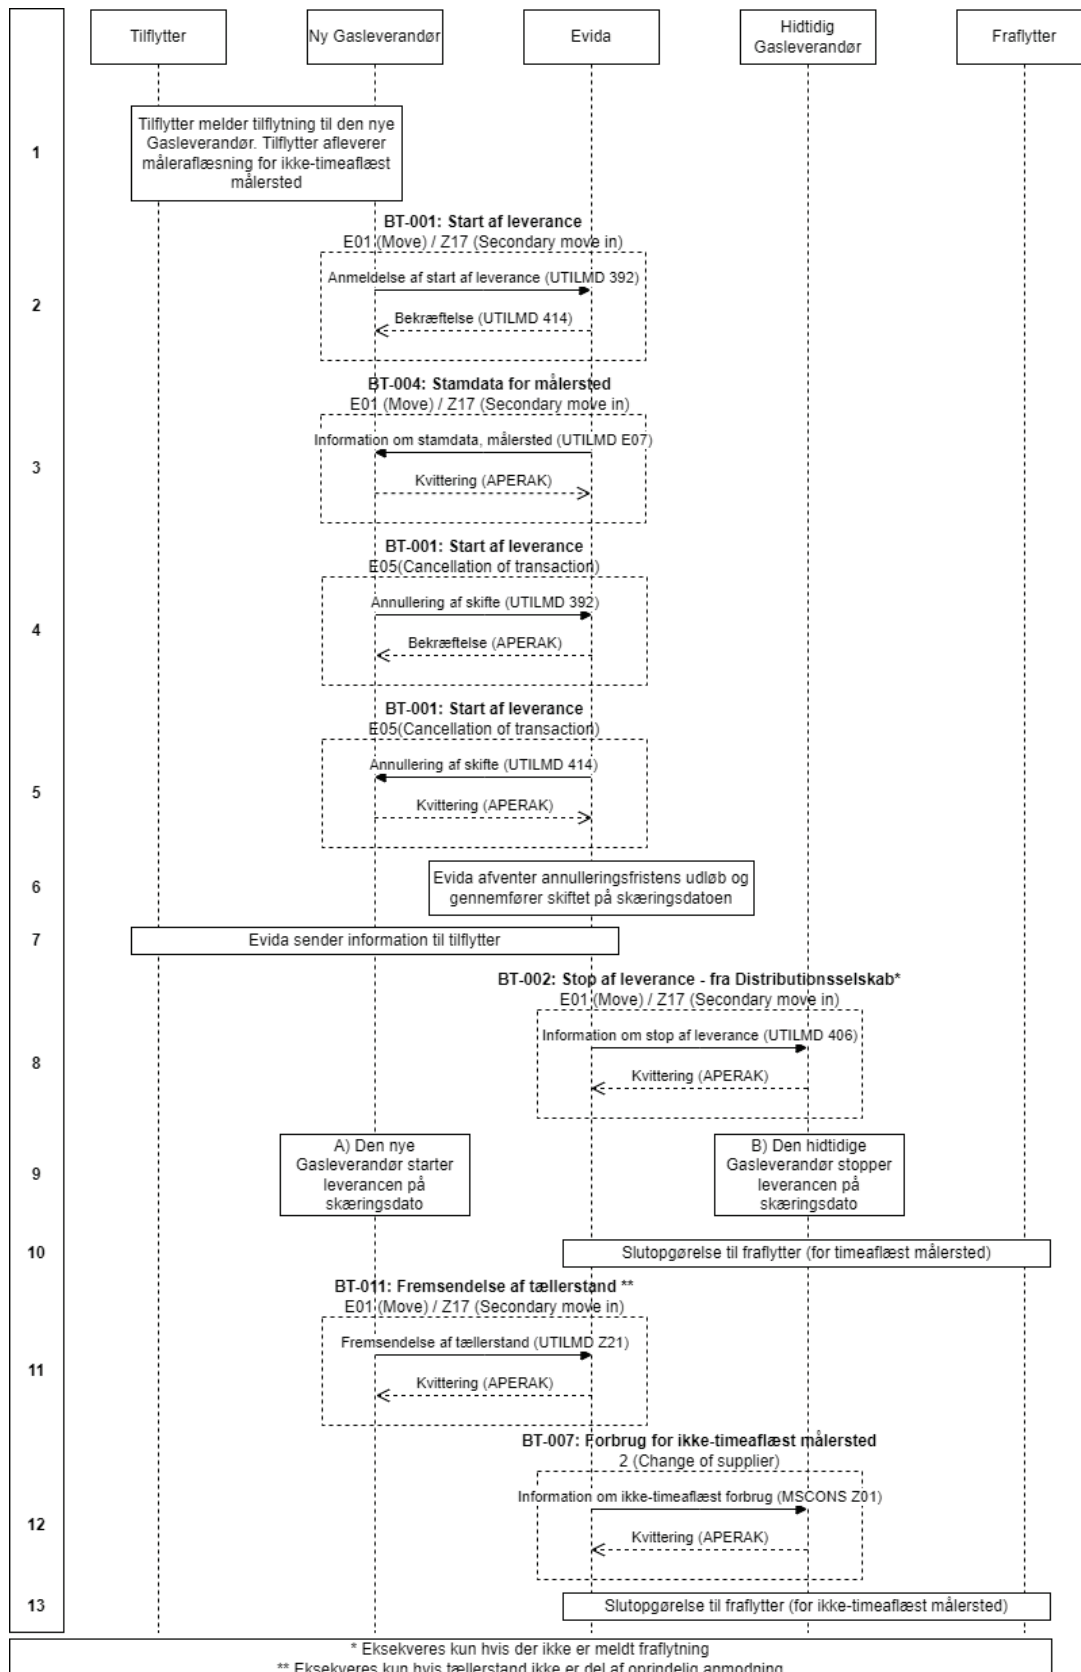 Tilflytter
Ny Gasleverandør
Evida
Hidtidig
Gasleverandør
Fraflytter
1
Tilflytter melder tilflytning til den nye
Gasleverandør. Tilflytter afleverer
måleraflæsning for ikke-timeaflæst
målersted
BT-001: Start af leverance
E01 (Move) / Z17 (Secondary move in)
2
Anmeldelse af start af leverance (UTILMD 392)
Bekræftelse (UTILMD 414)
BT-004: Stamdata for målersted
E01 (Move) / Z17 (Secondary move in)
3
Information om stamdata, målersted (UTILMD E07)
Kvittering (APERAK)
BT-001: Start af leverance
E05(Cancellation of transaction)
4
Annullering af skifte (UTILMD 392)
Bekræftelse (APERAK)
BT-001: Start af leverance
E05(Cancellation of transaction)
5
Annullering af skifte (UTILMD 414)
Kvittering (APERAK)
6
Evida afventer annulleringsfristens udløb og
gennemfører skiftet på skæringsdatoen
7
Evida sender information til tilflytter
BT-002: Stop af leverance - fra Distributionsselskab*
E01 (Move) / Z17 (Secondary move in)
8
Information om stop af leverance (UTILMD 406)
Kvittering (APERAK)
9
A) Den nye
Gasleverandør starter
leverancen på
skæringsdato
B) Den hidtidige
Gasleverandør stopper
leverancen på
skæringsdato
10
Slutopgørelse til fraflytter (for timeaflæst målersted)
BT-011: Fremsendelse af tællerstand **
E01 (Move) / Z17 (Secondary move in)
11
Fremsendelse af tællerstand (UTILMD Z21)
Kvittering (APERAK)
BT-007: Forbrug for ikke-timeaflæst målersted
2 (Change of supplier)
12
Information om ikke-timeaflæst forbrug (MSCONS Z01)
Kvittering (APERAK)
13
Slutopgørelse til fraflytter (for ikke-timeaflæst målersted)
* Eksekveres kun hvis der ikke er meldt fraflytning
** Eksekveres kun hvis tællerstand ikke er del af oprindelig anmodning